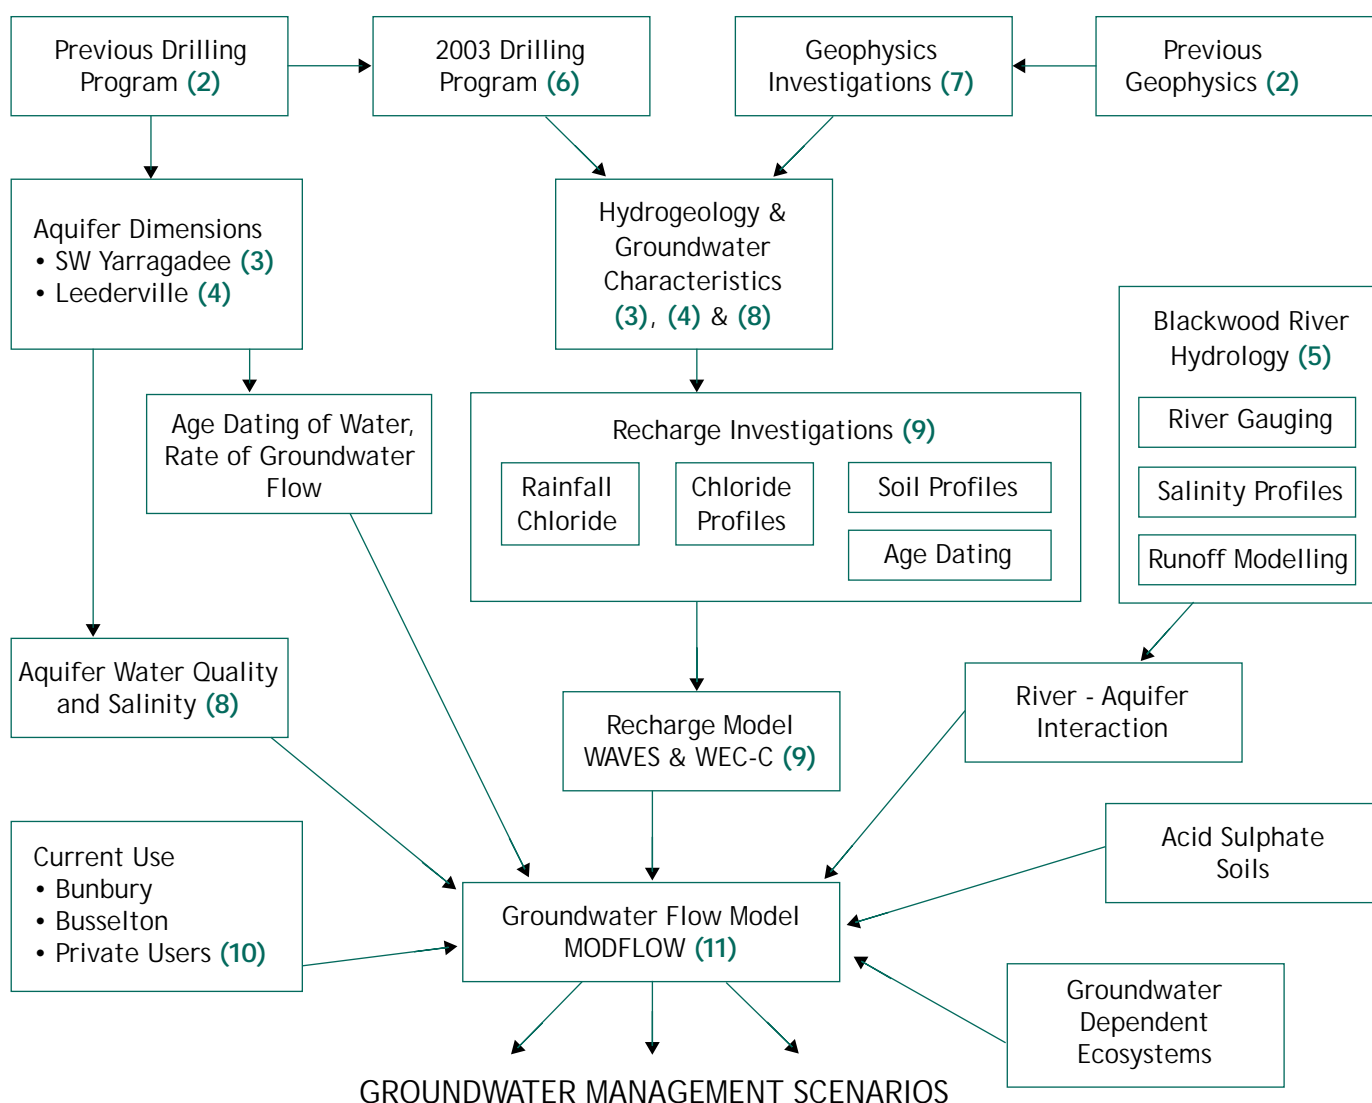 Previous Drilling
Program (2)
2003 Drilling
Program (6)
Geophysics
Investigations (7)
Previous
Geophysics (2)
Aquifer Dimensions
• SW Yarragadee (3)
• Leederville (4)
Hydrogeology &
Groundwater
Characteristics
(3), (4) & (8)
Blackwood River
Hydrology (5)
River Gauging
Salinity Profiles
Runoff Modelling
Age Dating of Water,
Rate of Groundwater
Flow
Recharge Investigations (9)
Rainfall
Chloride
Chloride
Profiles
Soil Profiles
Age Dating
Aquifer Water Quality
and Salinity (8)
Recharge Model
WAVES & WEC-C (9)
River - Aquifer
Interaction
Current Use
• Bunbury
• Busselton
• Private Users (10)
Groundwater Flow Model
MODFLOW (11)
Acid Sulphate
Soils
Groundwater
Dependent
Ecosystems
GROUNDWATER MANAGEMENT SCENARIOS